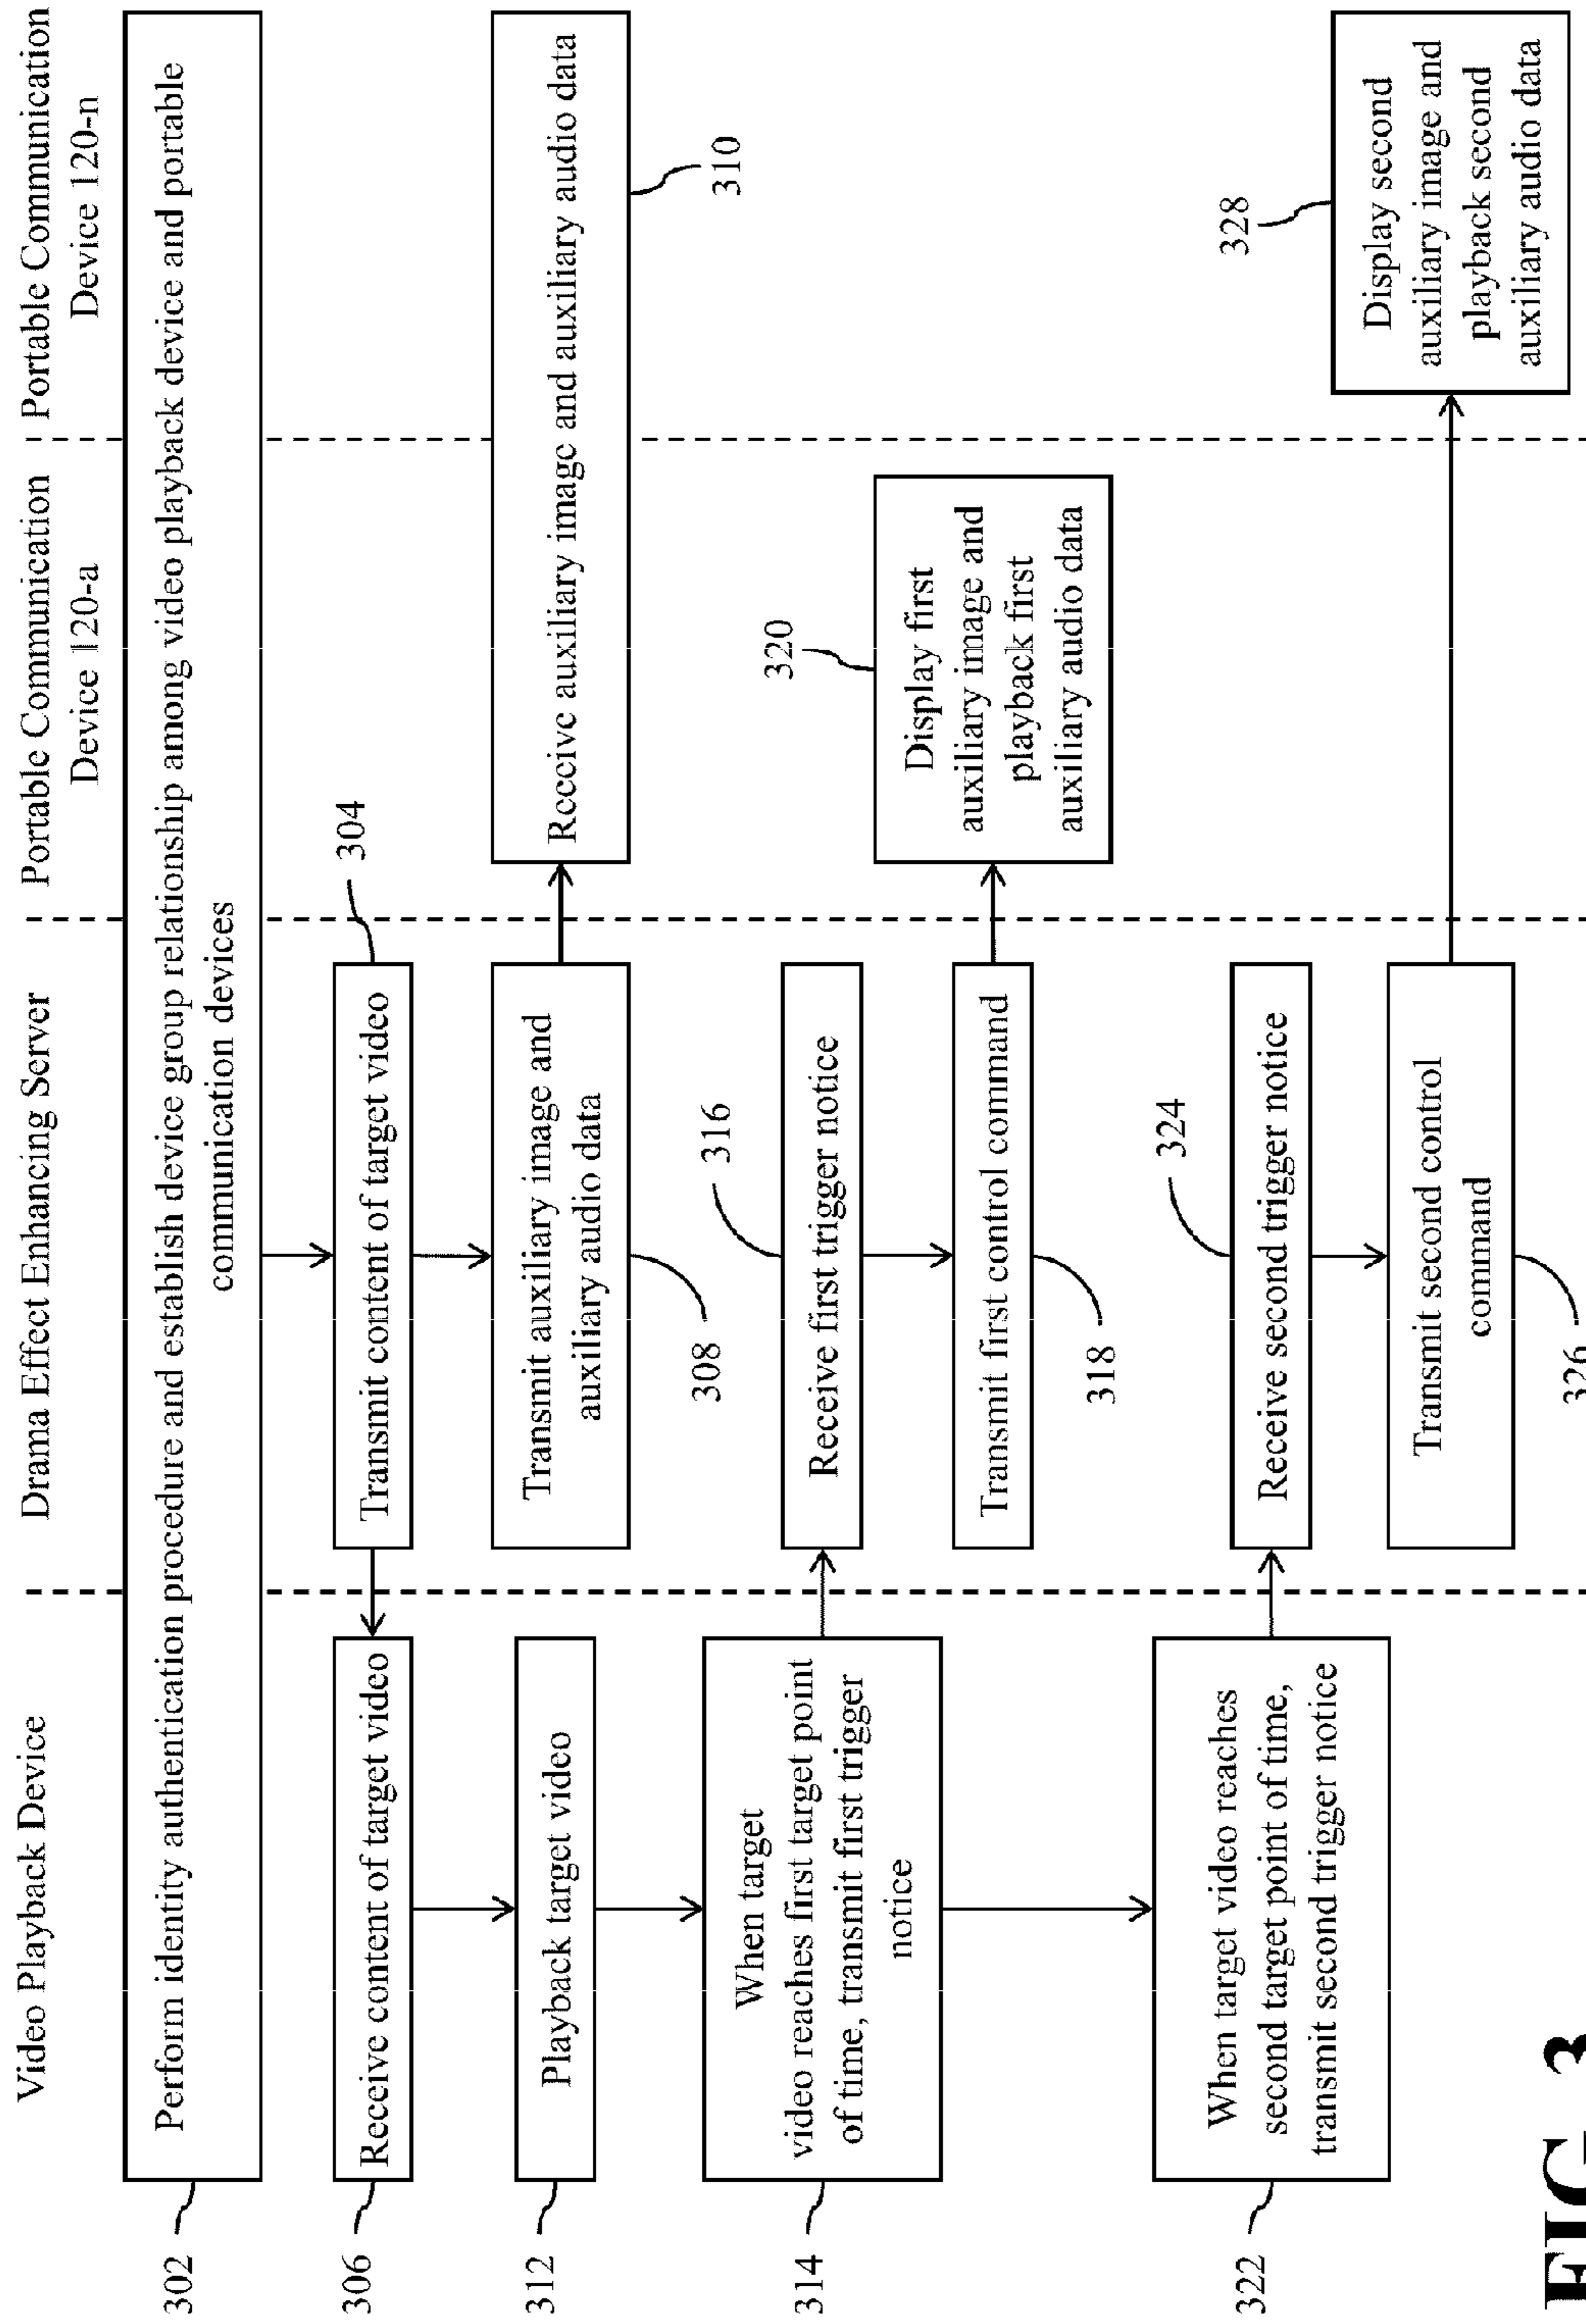 Video Playback Device
Drama Effect Enhancing Server
Portable Communication
Device 120-a
Portable Communication
Device 120-n
302
Perform identity authentication procedure and establish device group relationship among video playback device and portable
communication devices
304
Transmit content of target video
306
Receive content of target video
Transmit auxiliary image and
auxiliary audio data
308
Receive auxiliary image and auxiliary audio data
310
312
Playback target video
314
When target
video reaches first target point
of time, transmit first trigger
notice
316
Receive first trigger notice
Transmit first control command
318
320
Display first
auxiliary image and
playback first
auxiliary audio data
322
When target video reaches
second target point of time,
transmit second trigger notice
324
Receive second trigger notice
Transmit second control
command
326
328
Display second
auxiliary image and
playback second
auxiliary audio data
FIG 3